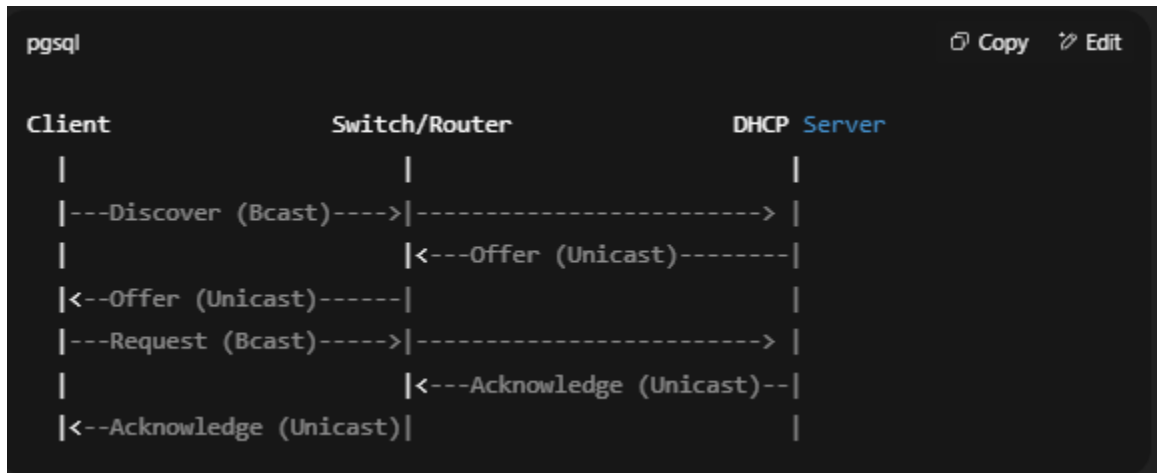 pgsql Copy Edit
Client Switch/Router DHCP Server
| | |
|---Discover (Bcast)---->|-------------------------> |
| |<---Offer (Unicast)--------|
|<--Offer (Unicast)------| |
|---Request (Bcast)----->|-------------------------> |
| |<---Acknowledge (Unicast)--|
|<--Acknowledge (Unicast)| |